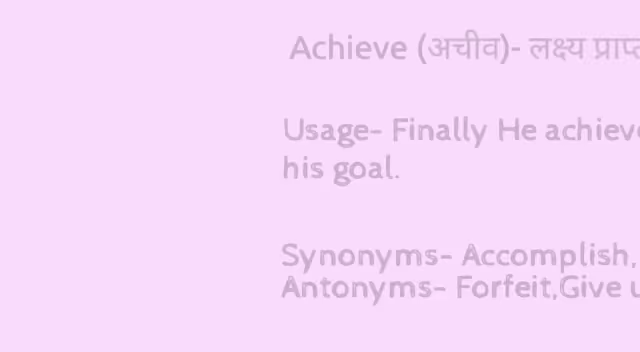 Achieve (अचीव)- लक्ष्य
Usage- Finally He
his goal.
Synonyms- Accomplish,
Antonyms- Forfeit,Give